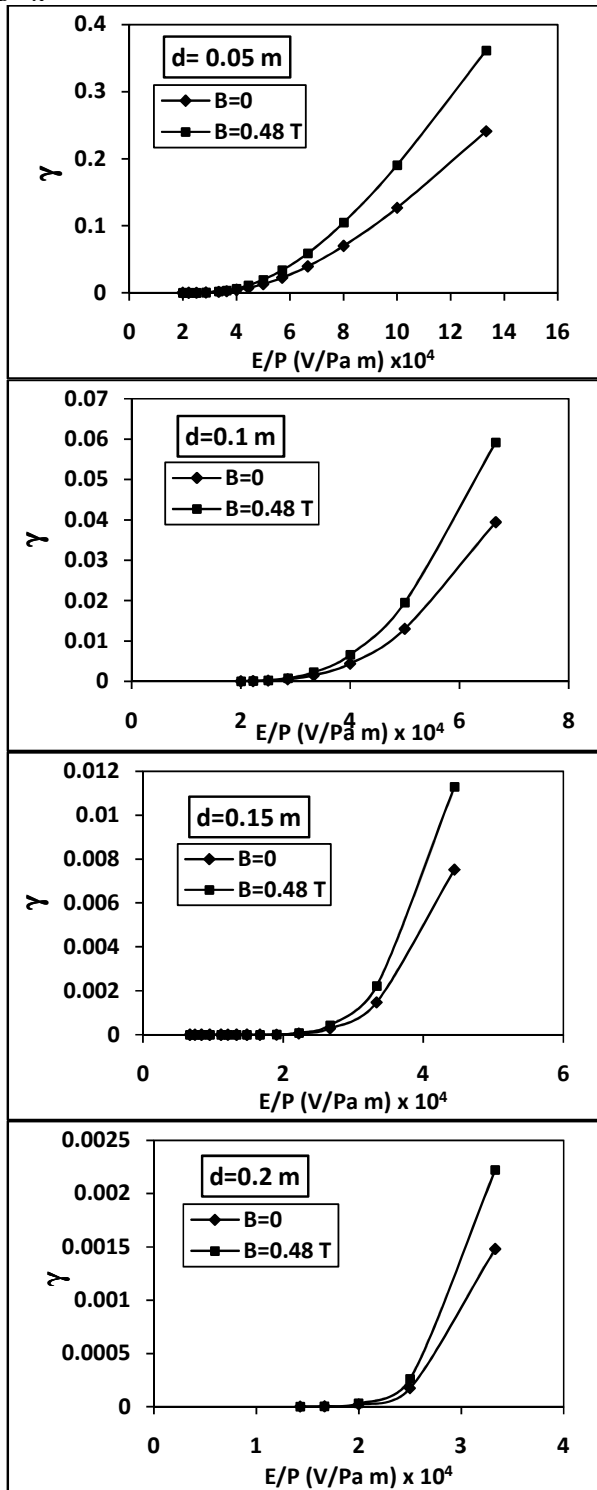 d= 0.05 m
B=0
B=0.48 T
γ
0.4
0.3
0.2
0.1
0
0 2 4 6 8 10 12 14 16
E/P (V/Pa m) x10⁴
d=0.1 m
B=0
B=0.48 T
γ
0.07
0.06
0.05
0.04
0.03
0.02
0.01
0
0 2 4 6 8
E/P (V/Pa m) x 10⁴
d=0.15 m
B=0
B=0.48 T
γ
0.012
0.01
0.008
0.006
0.004
0.002
0
0 2 4 6
E/P (V/Pa m) x 10⁴
d=0.2 m
B=0
B=0.48 T
γ
0.0025
0.002
0.0015
0.001
0.0005
0
0 1 2 3 4
E/P (V/Pa m) x 10⁴